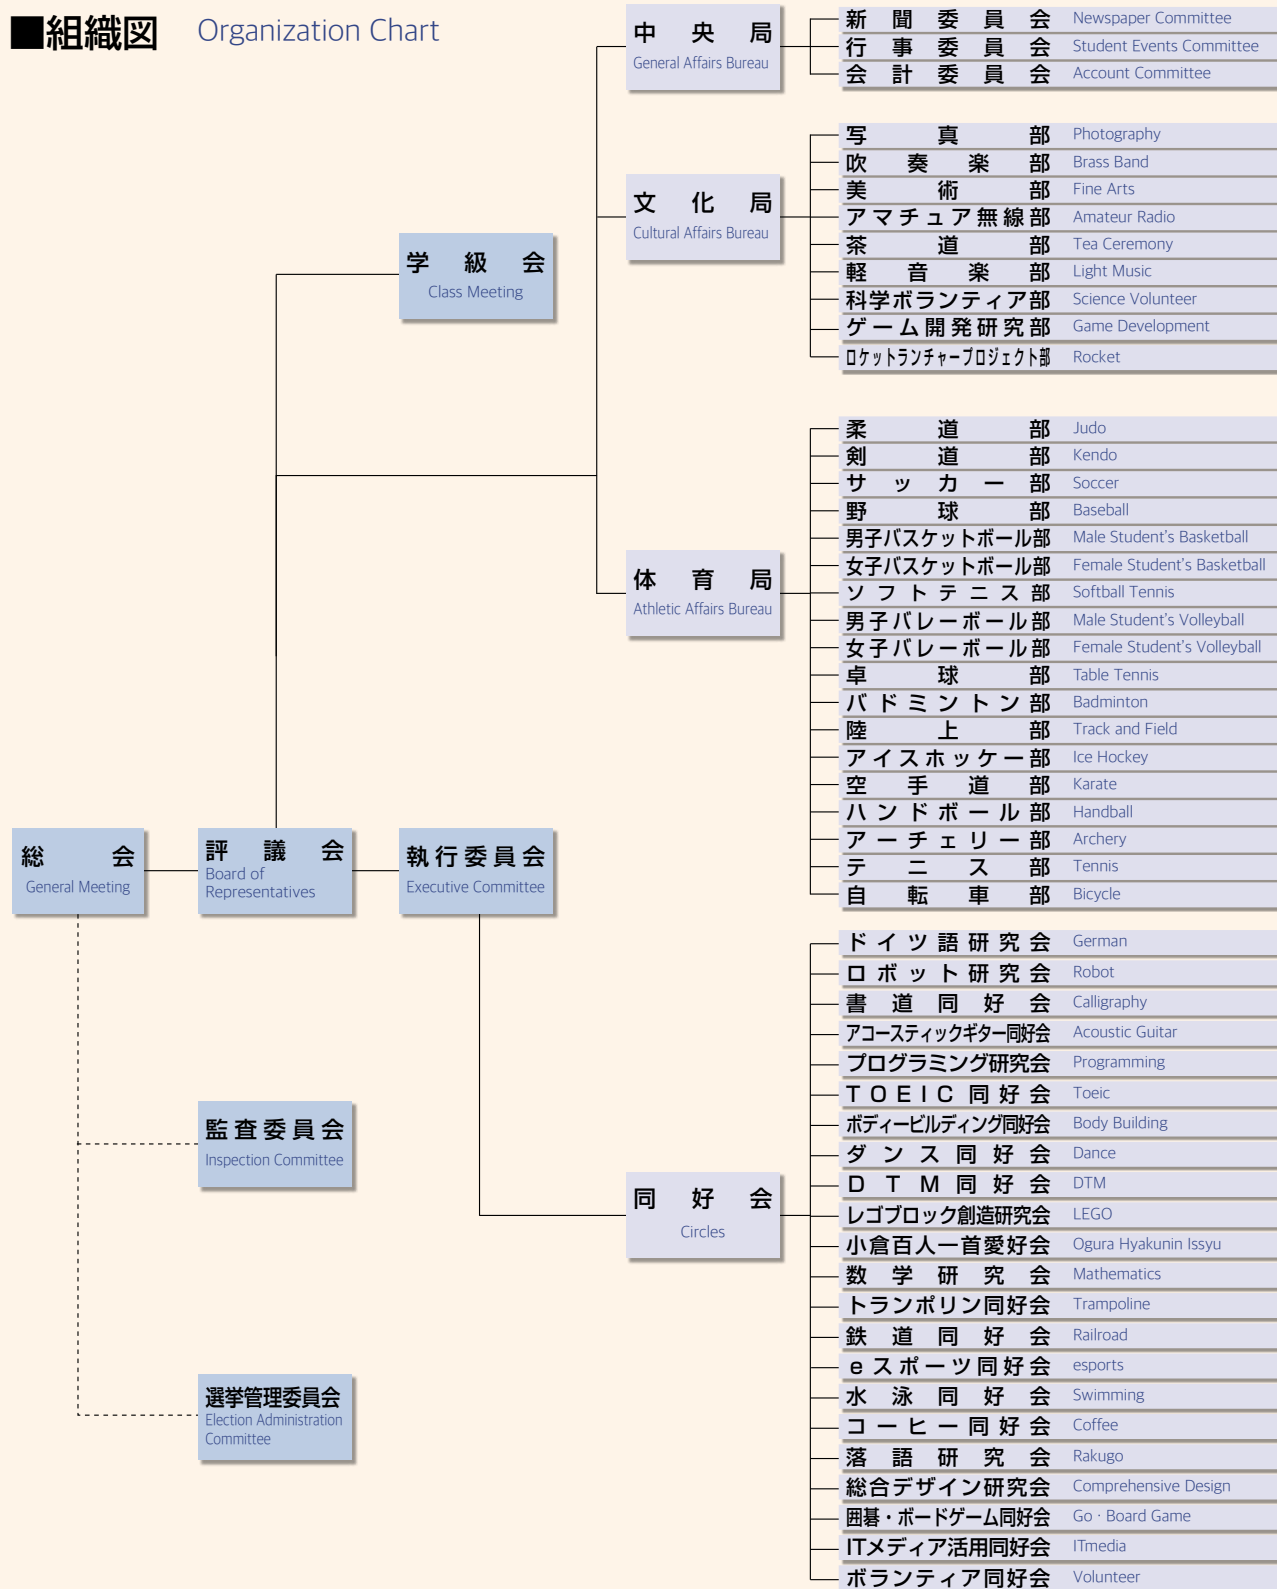 ■組織図 Organization Chart
中央局
General Affairs Bureau
新聞委員会 Newspaper Committee
行事委員会 Student Events Committee
会計委員会 Account Committee
文化局
Cultural Affairs Bureau
写真部 Photography
吹奏楽部 Brass Band
美術部 Fine Arts
アマチュア無線部 Amateur Radio
茶道部 Tea Ceremony
軽音楽部 Light Music
科学ボランティア部 Science Volunteer
ゲーム開発研究部 Game Development
ロケットランチャープロジェクト部 Rocket
学級会
Class Meeting
体育局
Athletic Affairs Bureau
柔道部 Judo
剣道部 Kendo
サッカー部 Soccer
野球部 Baseball
男子バスケットボール部 Male Student's Basketball
女子バスケットボール部 Female Student's Basketball
ソフトテニス部 Softball Tennis
男子バレーボール部 Male Student's Volleyball
女子バレーボール部 Female Student's Volleyball
卓球部 Table Tennis
バドミントン部 Badminton
陸上部 Track and Field
アイスホッケー部 Ice Hockey
空手道部 Karate
ハンドボール部 Handball
アーチェリー部 Archery
テニス部 Tennis
自転車部 Bicycle
総会
General Meeting
評議会
Board of
Representatives
執行委員会
Executive Committee
監査委員会
Inspection Committee
選挙管理委員会
Election Administration
Committee
同好会
Circles
ドイツ語研究会 German
ロボット研究会 Robot
書道同好会 Calligraphy
アコースティックギター同好会 Acoustic Guitar
プログラミング研究会 Programming
TOEIC同好会 Toeic
ボディービルディング同好会 Body Building
ダンス同好会 Dance
DTM同好会 DTM
レゴブロック創造研究会 LEGO
小倉百人一首愛好会 Ogura Hyakunin Issyu
数学研究会 Mathematics
トランポリン同好会 Trampoline
鉄道同好会 Railroad
eスポーツ同好会 esports
水泳同好会 Swimming
コーヒー同好会 Coffee
落語研究会 Rakugo
総合デザイン研究会 Comprehensive Design
囲碁・ボードゲーム同好会 Go · Board Game
ITメディア活用同好会 ITmedia
ボランティア同好会 Volunteer